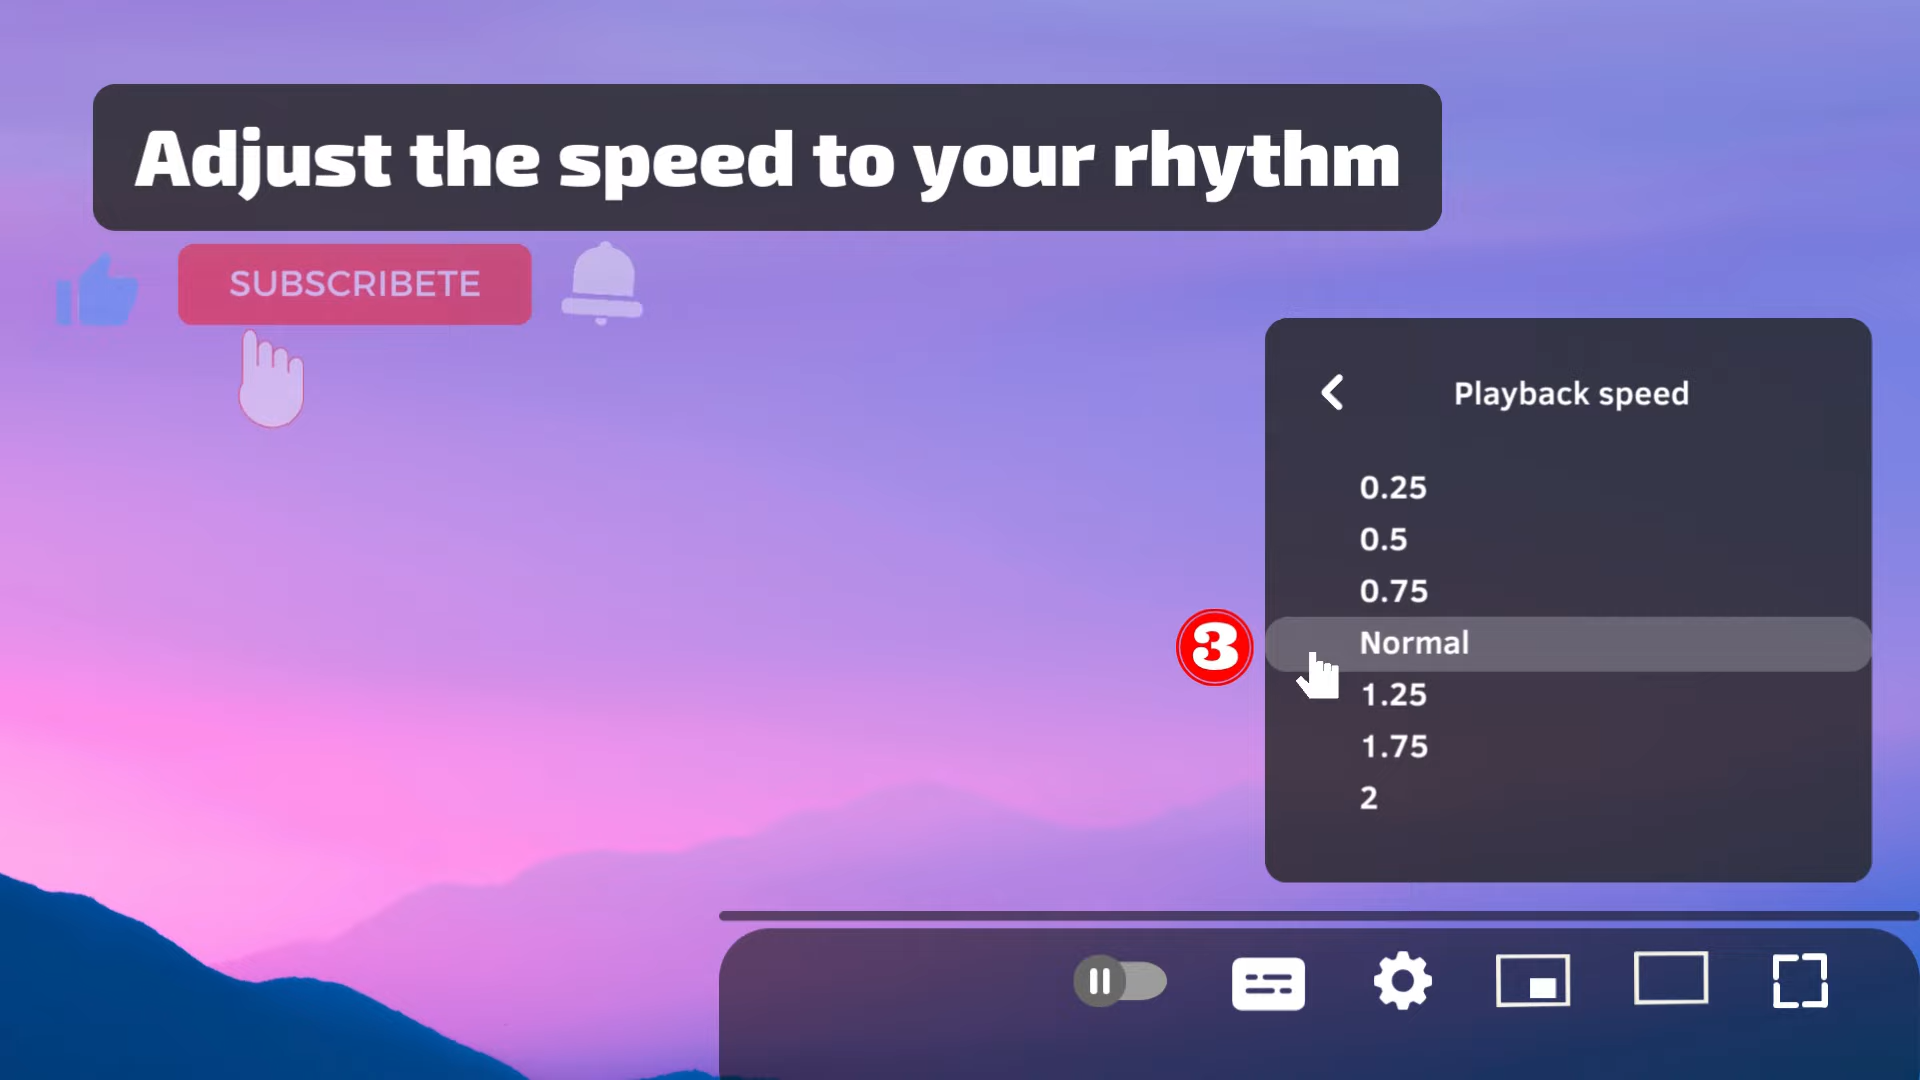 Adjust the speed to your rhythm
SUBSCRIBETE
Playback speed
0.25
0.5
0.75
3
Normal
1.25
1.75
2